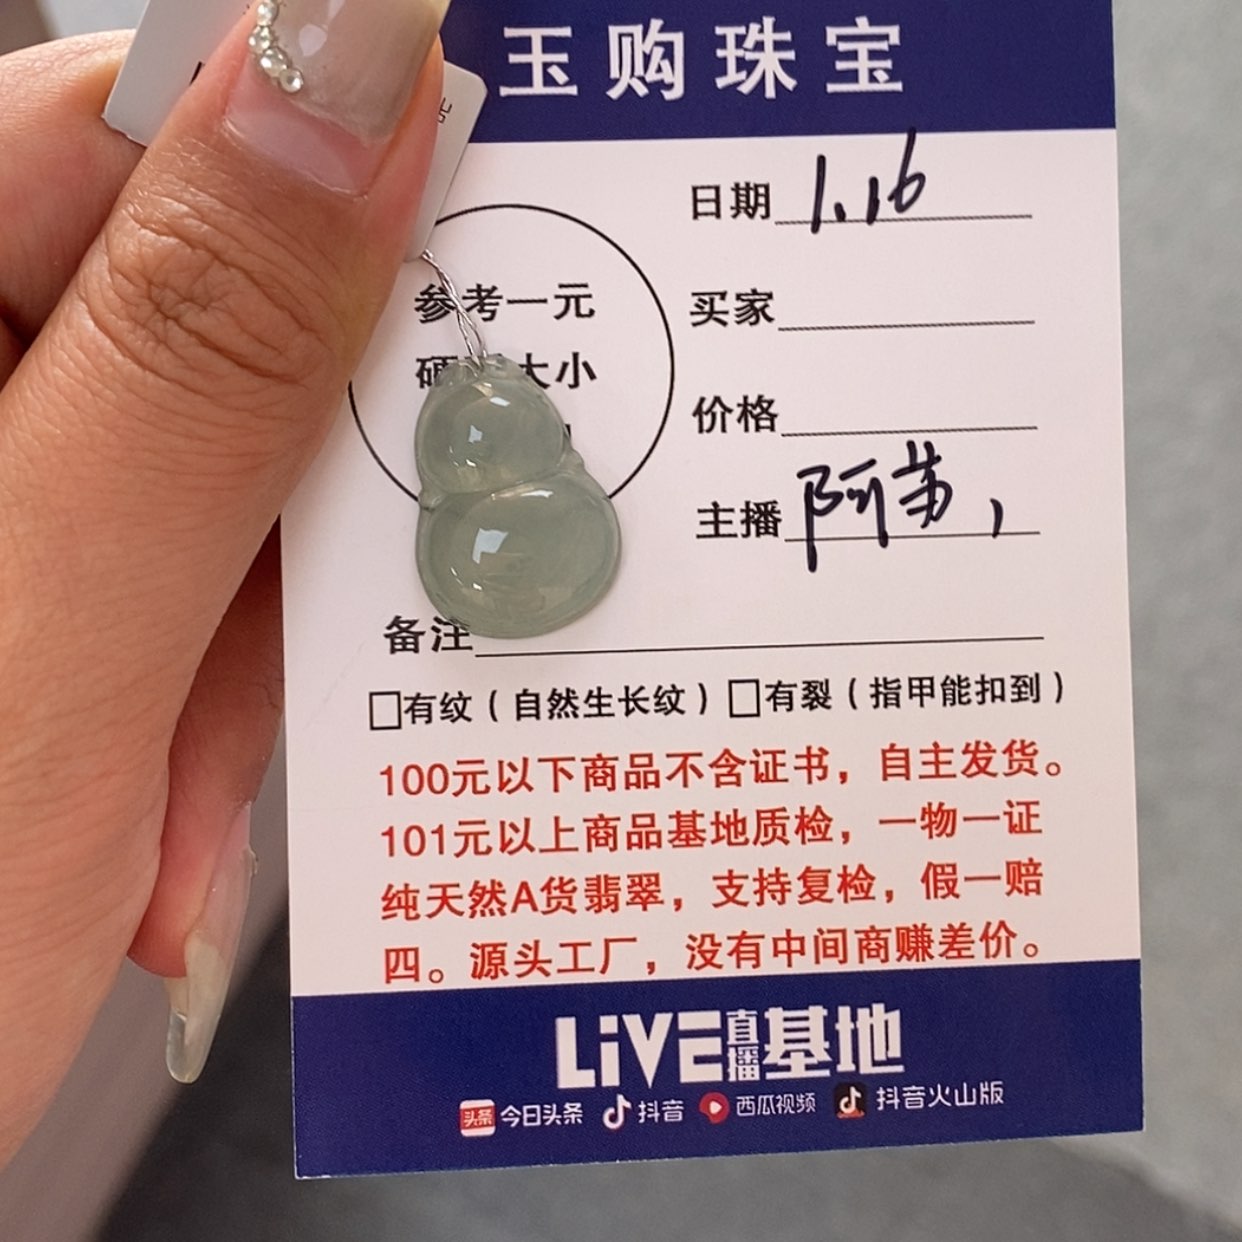 玉购珠宝
日期 1.16
参考一元
大小
买家
价格
主播 阿弟1
备注
□有纹(自然生长纹)□有裂(指甲能扣到)
100元以下商品不含证书,自主发货。
101元以上商品基地质检,一物一证
纯天然A货翡翠,支持复检,假一赔
四。源头工厂,没有中间商赚差价。
LiVE直播基地
头条 今日头条 抖音 西瓜视频 抖音火山版